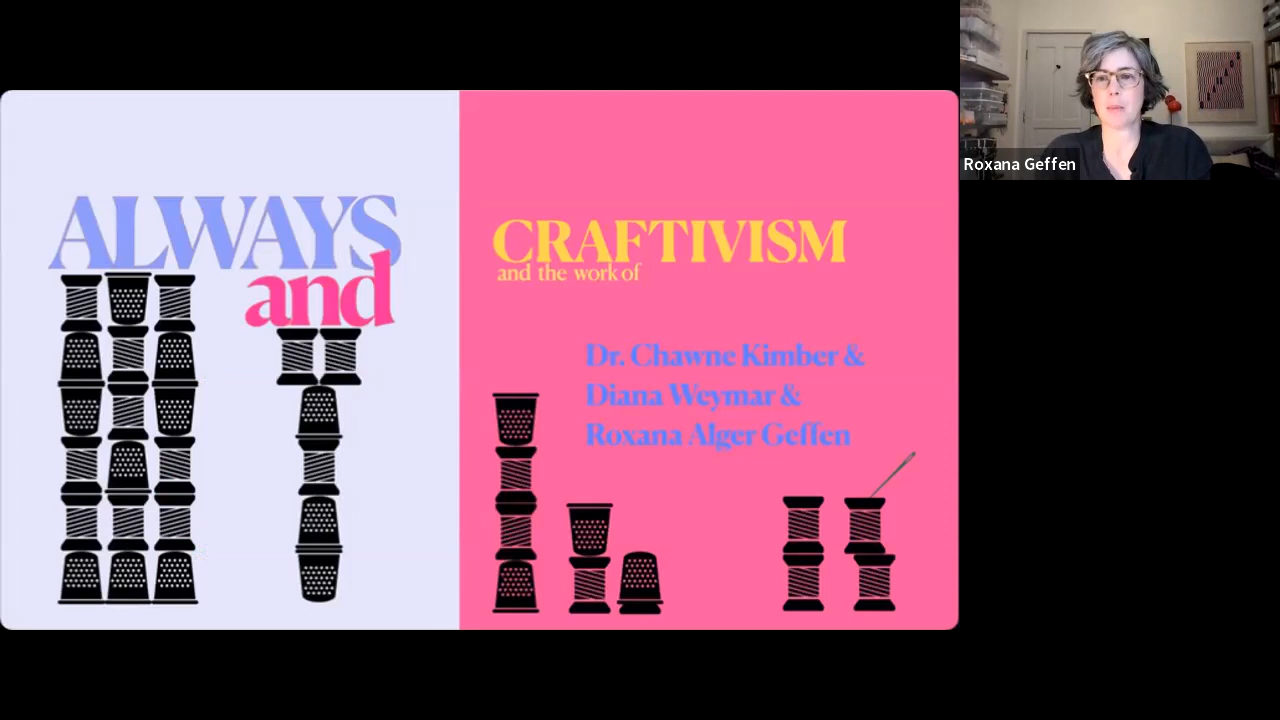 ALWAYS
and
CRAFTIVISM
and the work of
Dr. Chawne Kimber &
Diana Weymar &
Roxana Alger Geffen
Roxana Geffen